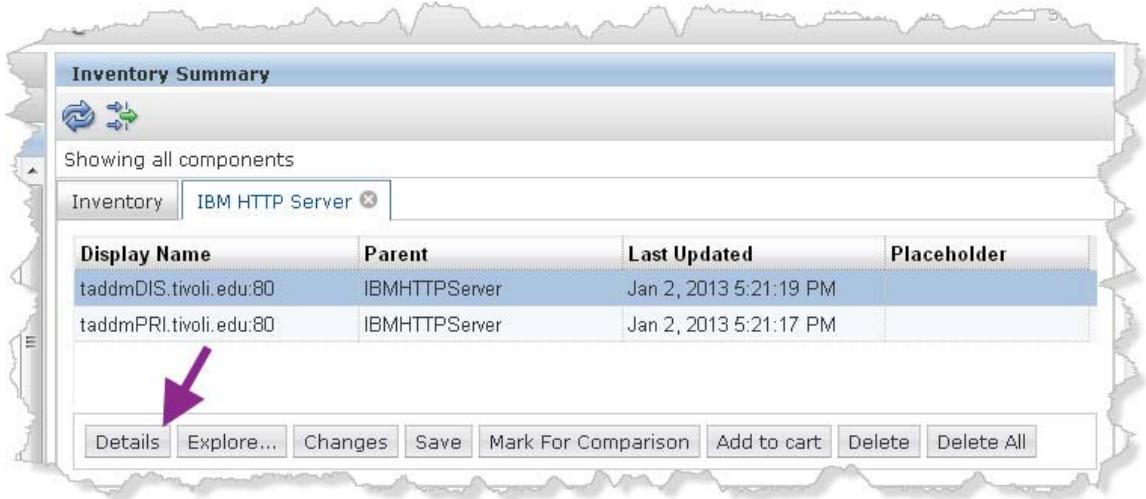 Inventory Summary
Showing all components
Inventory IBM HTTP Server
Display Name Parent Last Updated Placeholder
taddmDIS.tivoli.edu:80 IBMHTTPServer Jan 2, 2013 5:21:19 PM
taddmPRI.tivoli.edu:80 IBMHTTPServer Jan 2, 2013 5:21:17 PM
Details Explore... Changes Save Mark For Comparison Add to cart Delete Delete All